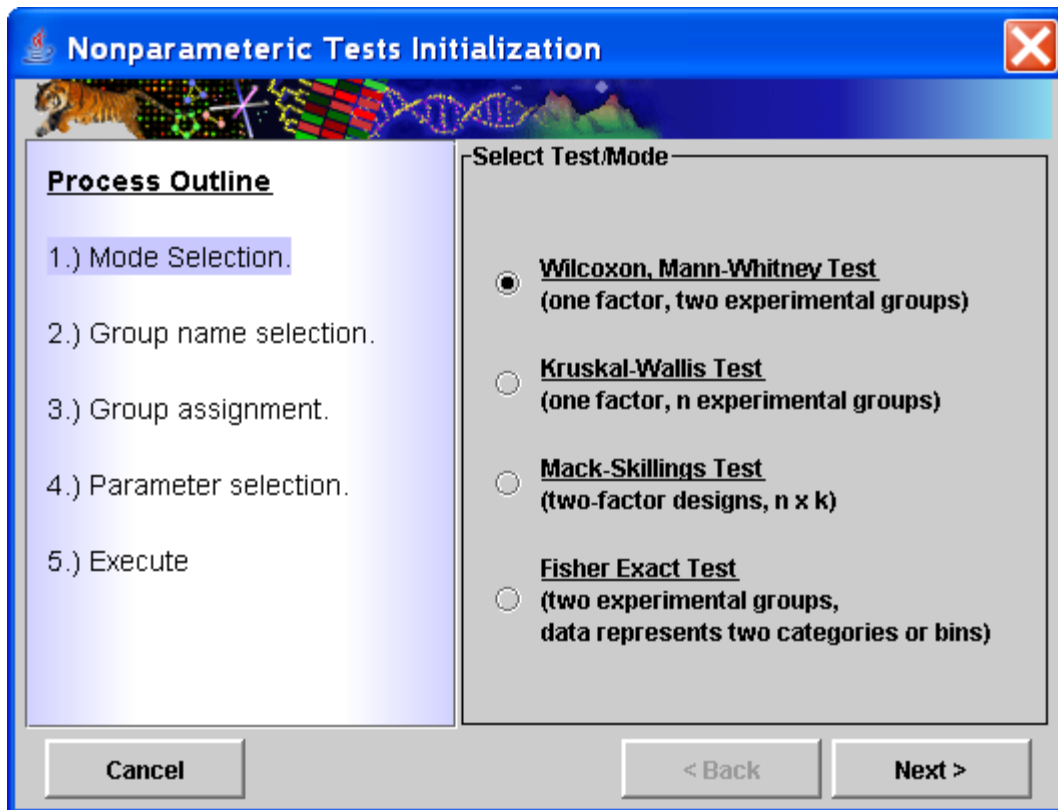 Nonparameteric Tests Initialization
Process Outline
1.) Mode Selection.
2.) Group name selection.
3.) Group assignment.
4.) Parameter selection.
5.) Execute
Select Test/Mode
Wilcoxon, Mann-Whitney Test
(one factor, two experimental groups)
Kruskal-Wallis Test
(one factor, n experimental groups)
Mack-Skillings Test
(two-factor designs, n x k)
Fisher Exact Test
(two experimental groups,
data represents two categories or bins)
Cancel
< Back
Next >